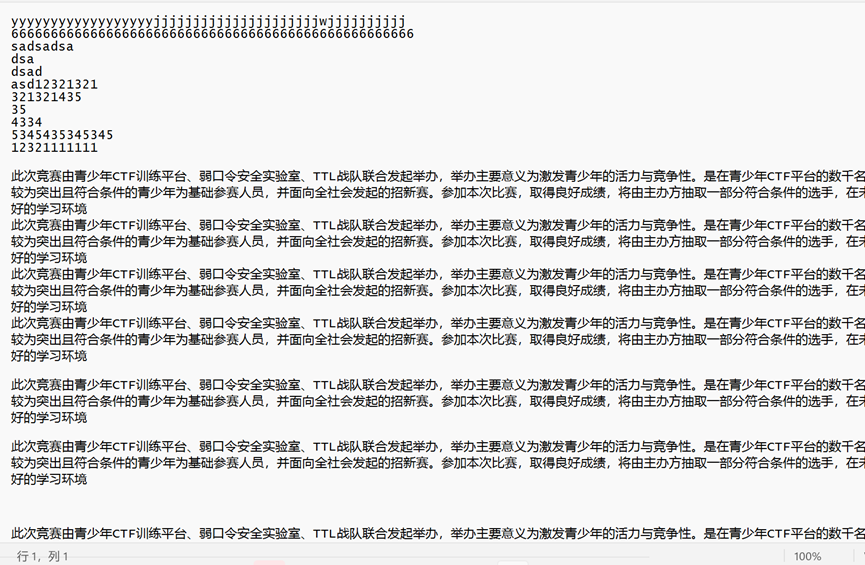 yyyyyyyyyyyyyyyyyyjjjjjjjjjjjjjjjjjjjjjwjjjjjjjjjj
666666666666666666666666666666666666666666666666666
sadsadsa
dsa
dsad
asd12321321
321321435
35
4334
5345435345345
12321111111
此次竞赛由青少年CTF训练平台、弱口令安全实验室、TTL战队联合发起举办，举办主要意义为激发青少年的活力与竞争性。是在青少年CTF平台的数千名
较为突出且符合条件的青少年为基础参赛人员，并面向全社会发起的招新赛。参加本次比赛，取得良好成绩，将由主办方抽取一部分符合条件的选手，在未
好的学习环境
此次竞赛由青少年CTF训练平台、弱口令安全实验室、TTL战队联合发起举办，举办主要意义为激发青少年的活力与竞争性。是在青少年CTF平台的数千名
较为突出且符合条件的青少年为基础参赛人员，并面向全社会发起的招新赛。参加本次比赛，取得良好成绩，将由主办方抽取一部分符合条件的选手，在未
好的学习环境
此次竞赛由青少年CTF训练平台、弱口令安全实验室、TTL战队联合发起举办，举办主要意义为激发青少年的活力与竞争性。是在青少年CTF平台的数千名
较为突出且符合条件的青少年为基础参赛人员，并面向全社会发起的招新赛。参加本次比赛，取得良好成绩，将由主办方抽取一部分符合条件的选手，在未
好的学习环境
此次竞赛由青少年CTF训练平台、弱口令安全实验室、TTL战队联合发起举办，举办主要意义为激发青少年的活力与竞争性。是在青少年CTF平台的数千名
较为突出且符合条件的青少年为基础参赛人员，并面向全社会发起的招新赛。参加本次比赛，取得良好成绩，将由主办方抽取一部分符合条件的选手，在未
好的学习环境
此次竞赛由青少年CTF训练平台、弱口令安全实验室、TTL战队联合发起举办，举办主要意义为激发青少年的活力与竞争性。是在青少年CTF平台的数千名
较为突出且符合条件的青少年为基础参赛人员，并面向全社会发起的招新赛。参加本次比赛，取得良好成绩，将由主办方抽取一部分符合条件的选手，在未
好的学习环境
此次竞赛由青少年CTF训练平台、弱口令安全实验室、TTL战队联合发起举办，举办主要意义为激发青少年的活力与竞争性。是在青少年CTF平台的数千名
较为突出且符合条件的青少年为基础参赛人员，并面向全社会发起的招新赛。参加本次比赛，取得良好成绩，将由主办方抽取一部分符合条件的选手，在未
好的学习环境
此次竞赛由青少年CTF训练平台、弱口令安全实验室、TTL战队联合发起举办，举办主要意义为激发青少年的活力与竞争性。是在青少年CTF平台的数千名
行 1，列 1
100%